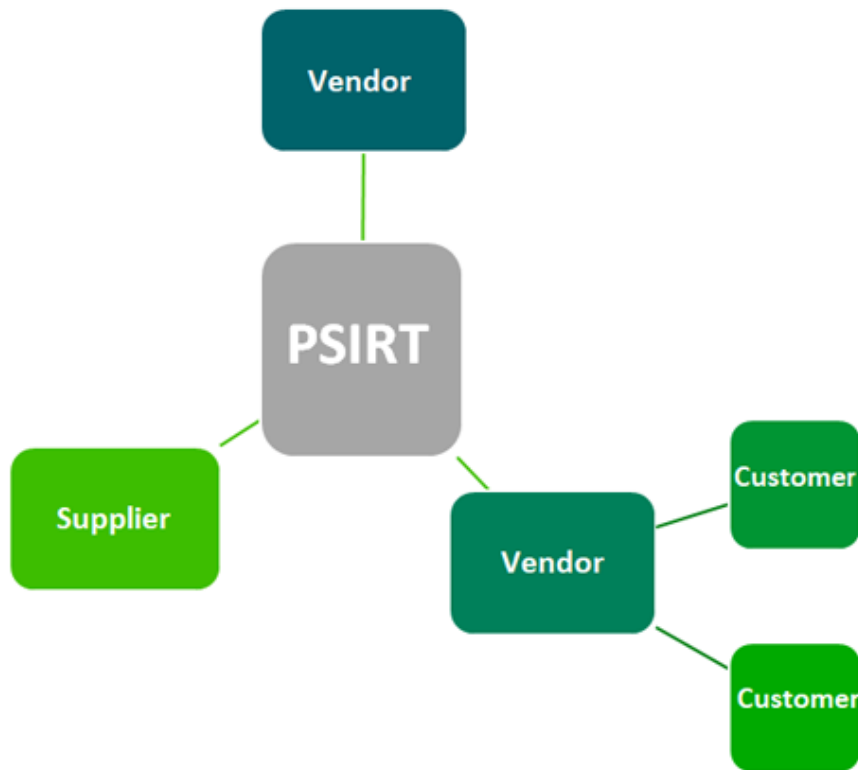 Vendor
PSIRT
Supplier
Vendor
Customer
Customer